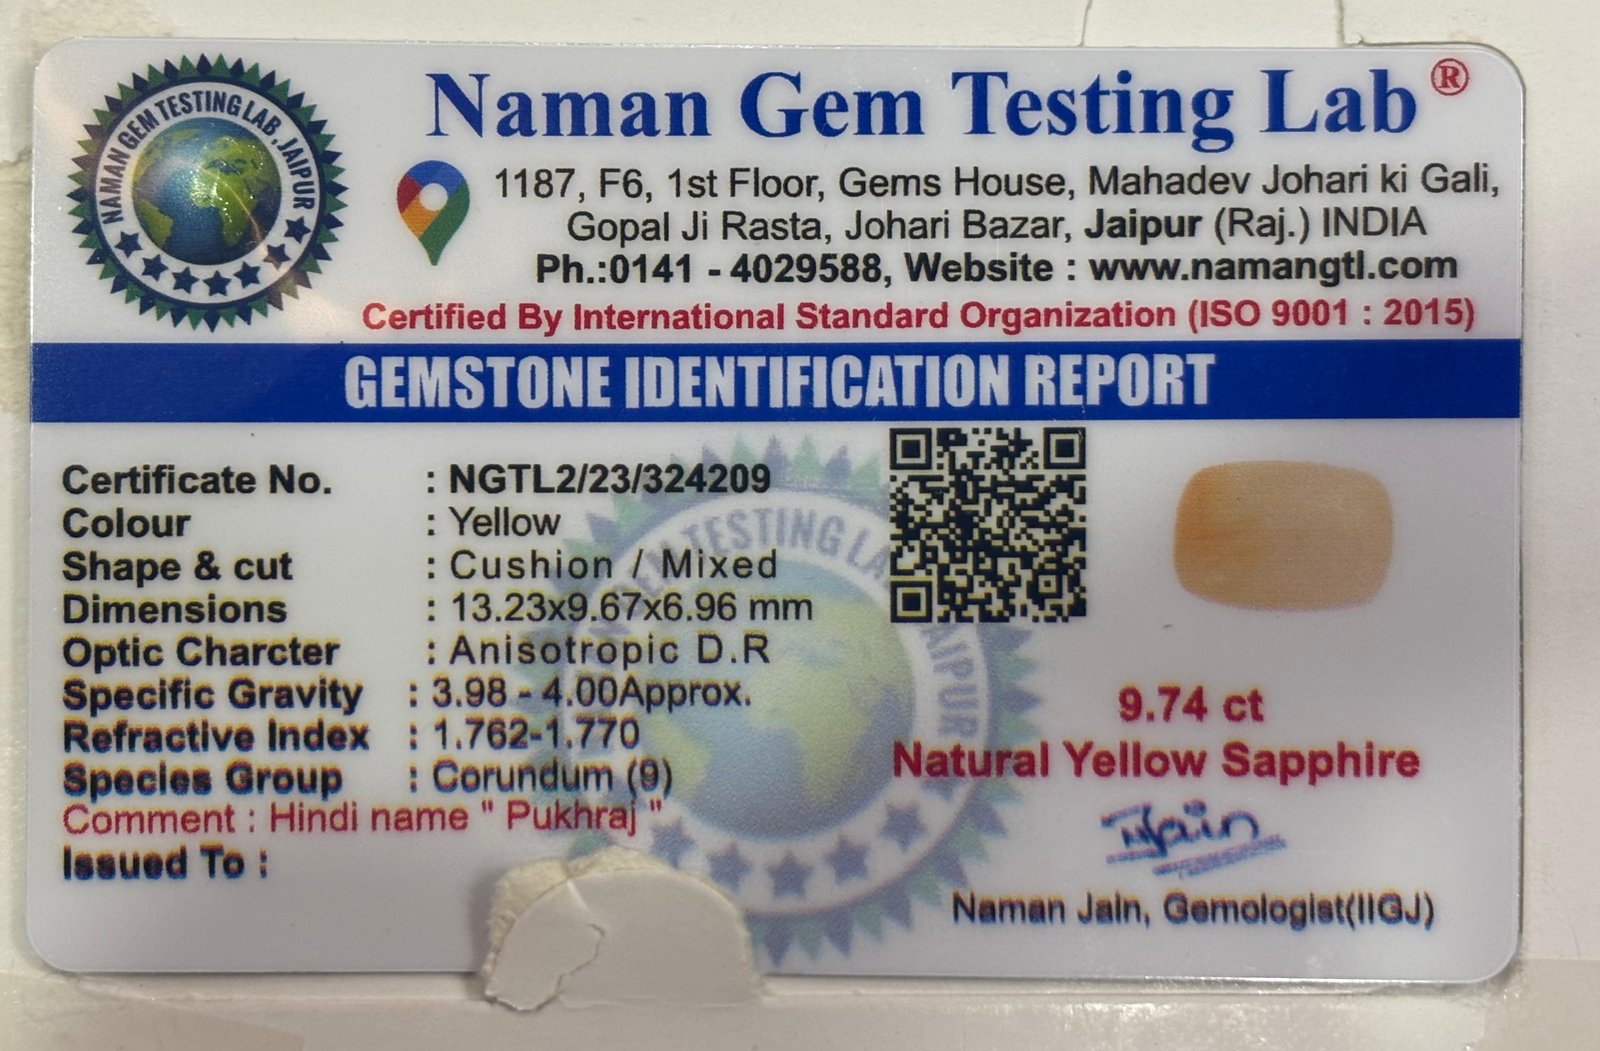 NAMAN GEM TESTING LAB, JAIPUR
Naman Gem Testing Lab®
1187, F6, 1st Floor, Gems House, Mahadev Johari ki Gali,
Gopal Ji Rasta, Johari Bazar, Jaipur (Raj.) INDIA
Ph.:0141 - 4029588, Website : www.namangtl.com
Certified By International Standard Organization (ISO 9001 : 2015)
GEMSTONE IDENTIFICATION REPORT
Certificate No. : NGTL2/23/324209
Colour : Yellow
Shape & cut : Cushion / Mixed
Dimensions : 13.23x9.67x6.96 mm
Optic Charcter : Anisotropic D.R
Specific Gravity : 3.98 - 4.00Approx.
Refractive Index : 1.762-1.770
Species Group : Corundum (9)
Comment : Hindi name " Pukhraj "
Issued To :
9.74 ct
Natural Yellow Sapphire
NJain
Naman Jain, Gemologist(IIGJ)